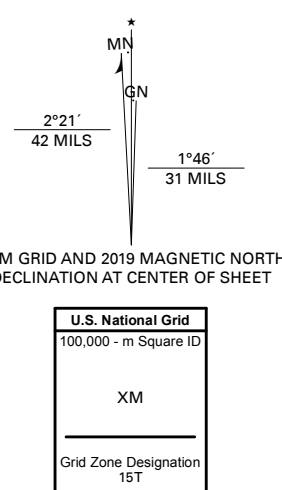 ★
MN
GN
2°21´
42 MILS
1°46´
31 MILS
M GRID AND 2019 MAGNETIC NORTH
DECLINATION AT CENTER OF SHEET
U.S. National Grid
100,000 - m Square ID
XM
Grid Zone Designation
15T